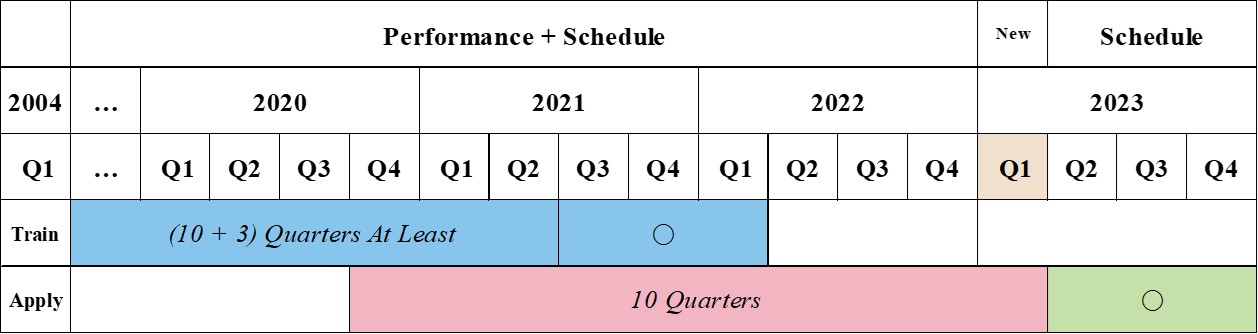 Performance + Schedule New Schedule
2004 … 2020 2021 2022 2023
Q1 … Q1 Q2 Q3 Q4 Q1 Q2 Q3 Q4 Q1 Q2 Q3 Q4 Q1 Q2 Q3 Q4
Train (10 + 3) Quarters At Least ○
Apply 10 Quarters ○